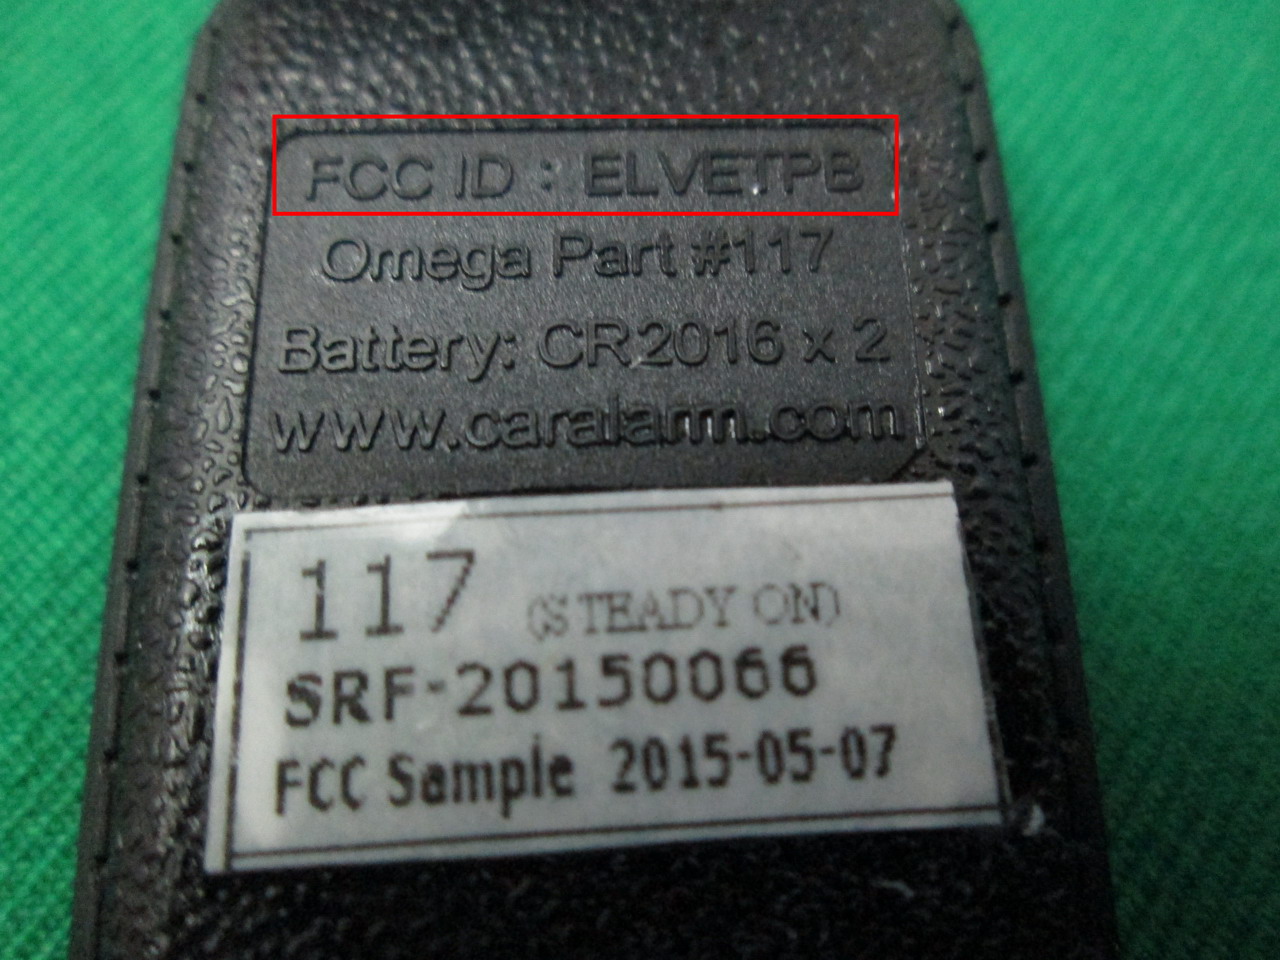 FCC ID : ELVETPB
Omega Part #117
Battery: CR2016 x 2
www.caralarm.com
117 (STEADY ON)
SRF-20150066
FCC Sample 2015-05-07